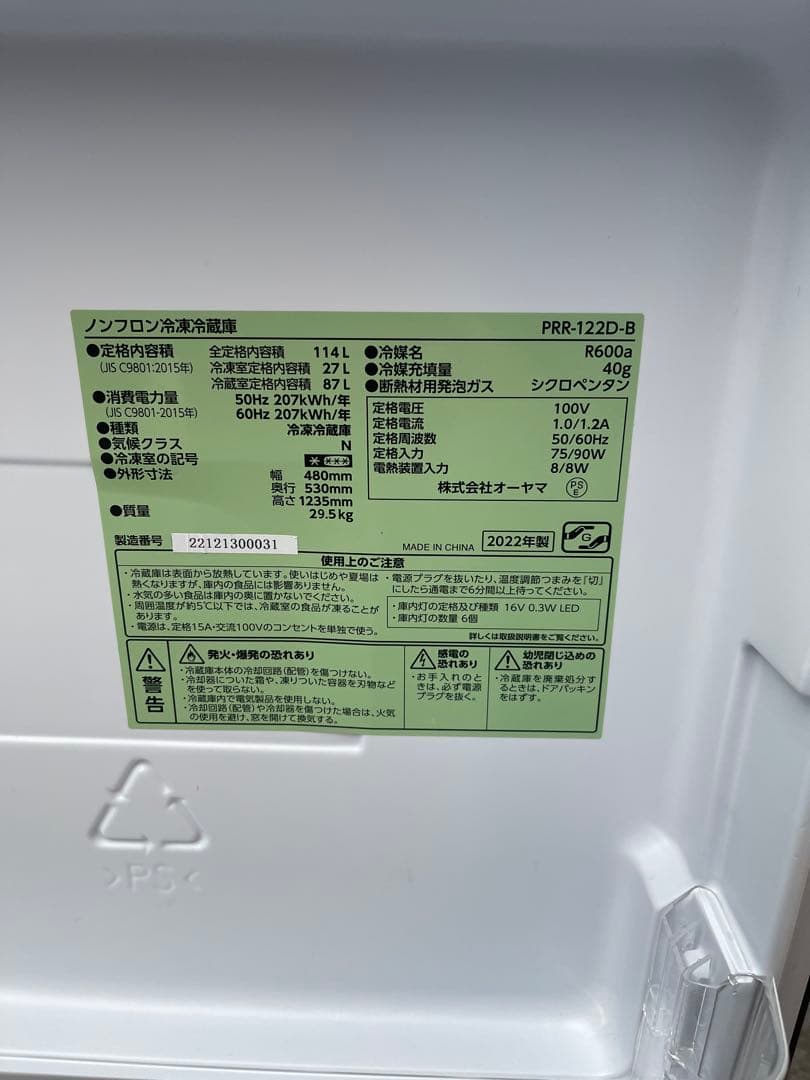 ノンフロン冷凍冷蔵庫 PRR-122D-B
●定格内容積 全定格内容積 114L
(JIS C9801:2015年) 冷凍室定格内容積 27L
冷蔵室定格内容積 87L
●消費電力量 50Hz 207kWh/年
(JIS C9801-2015年) 60Hz 207kWh/年
●種類 冷凍冷蔵庫
●気候クラス N
●冷凍室の記号
●外形寸法 幅 480mm
奥行 530mm
高さ 1235mm
●質量 29.5kg
●冷媒名 R600a
●冷媒充填量 40g
●断熱材用発泡ガス シクロペンタン
定格電圧 100V
定格電流 1.0/1.2A
定格周波数 50/60Hz
定格入力 75/90W
電熱装置入力 8/8W
株式会社オーヤマ PSE
製造番号 22121300031 MADE IN CHINA 2022年製 G
使用上のご注意
・冷蔵庫は表面から放熱しています。使いはじめや夏場は
熱くなりますが、庫内の食品には影響ありません。
・水気の多い食品は庫内の奥に置かないでください。
・周囲温度が約5℃以下では、冷蔵室の食品が凍ることが
あります。
・電源は、定格15A・交流100Vのコンセントを単独で使う。
・電源プラグを抜いたり、温度調節つまみを「切」
にしたら通電まで6分間以上待ってください。
・庫内灯の定格及び種類 16V 0.3W LED
・庫内灯の数量 6個
詳しくは取扱説明書をご覧ください。
警告
発火・爆発の恐れあり
・冷蔵庫本体の冷却回路(配管)を傷つけない。
・冷却器についた霜や、凍りついた容器を刃物など
を使って取らない。
・冷蔵庫内で電気製品を使用しない。
・冷却回路(配管)や冷却器を傷つけた場合は、火気
の使用を避け、窓を開けて換気する。
感電の
恐れあり
・お手入れのと
きは、必ず電源
プラグを抜く。
幼児閉じ込めの
恐れあり
・冷蔵庫を廃棄処分す
るときは、ドアパッキン
をはずす。
>PS<